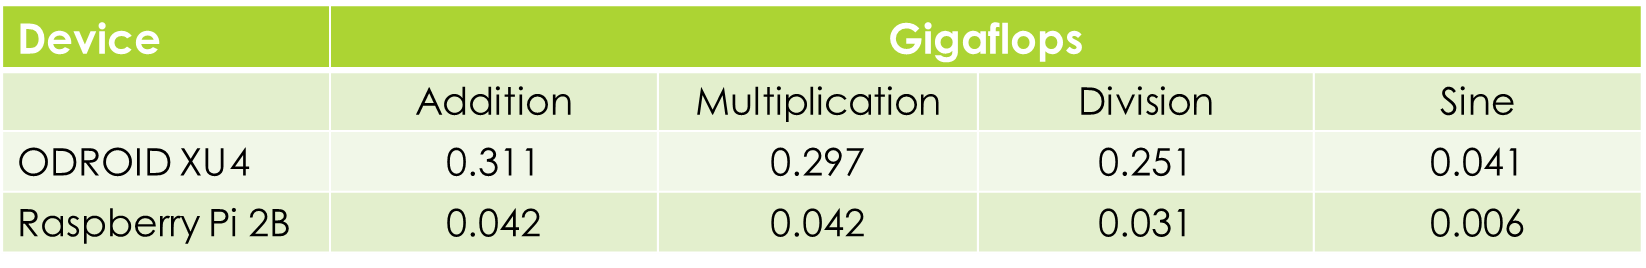 Device Gigaflops
Addition Multiplication Division Sine
ODROID XU4 0.311 0.297 0.251 0.041
Raspberry Pi 2B 0.042 0.042 0.031 0.006